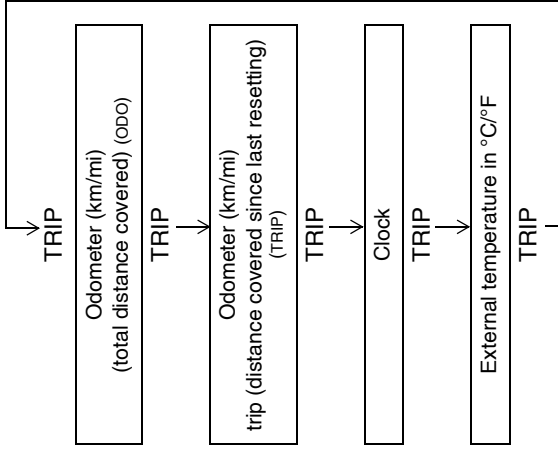 TRIP
Odometer (km/mi)
(total distance covered) (ODO)
TRIP
Odometer (km/mi)
trip (distance covered since last resetting)
(TRIP)
TRIP
Clock
TRIP
External temperature in °C/°F
TRIP